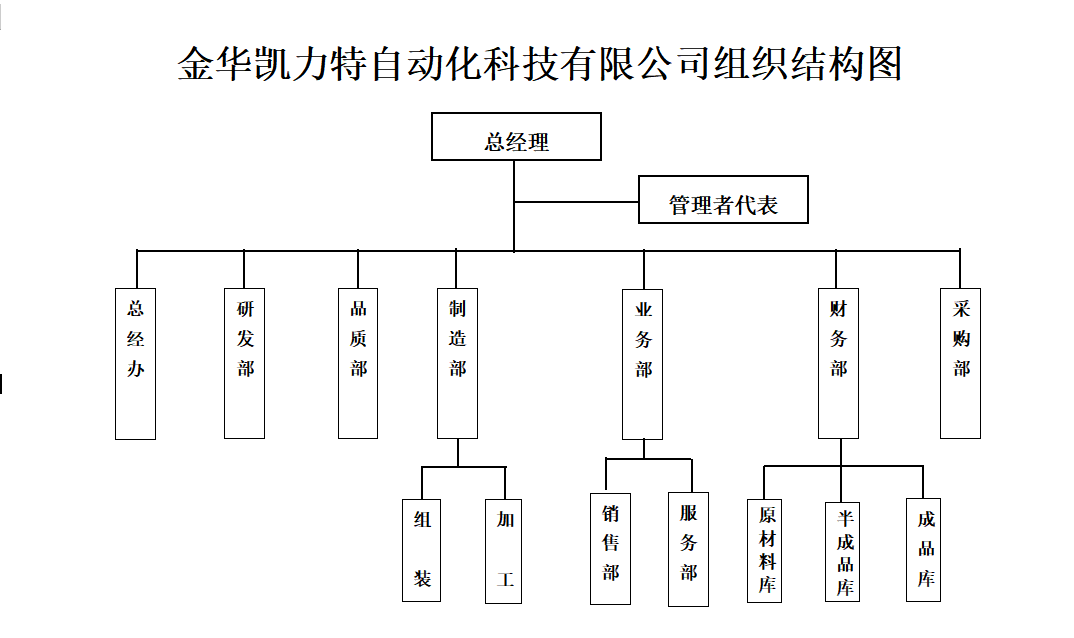 金华凯力特自动化科技有限公司组织结构图
总经理
管理者代表
总经办
研发部
品质部
制造部
业务部
财务部
采购部
组装
加工
销售部
服务部
原材料库
半成品库
成品库